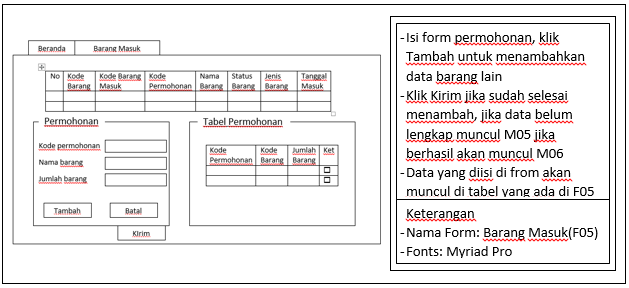 Beranda
Barang Masuk
No
Kode Barang
Kode Barang Masuk
Kode Permohonan
Nama Barang
Status Barang
Jenis Barang
Tanggal Masuk
Permohonan
Kode permohonan
Nama barang
Jumlah barang
Tambah
Batal
Tabel Permohonan
Kode Permohonan
Kode Barang
Jumlah Barang
Ket
KIrim
-Isi form permohonan, klik
Tambah untuk menambahkan
data barang lain
-Klik Kirim jika sudah selesai
menambah, jika data belum
lengkap muncul M05 jika
berhasil akan muncul M06
-Data yang diisi di from akan
muncul di tabel yang ada di F05
Keterangan
-Nama Form: Barang Masuk(F05)
-Fonts: Myriad Pro